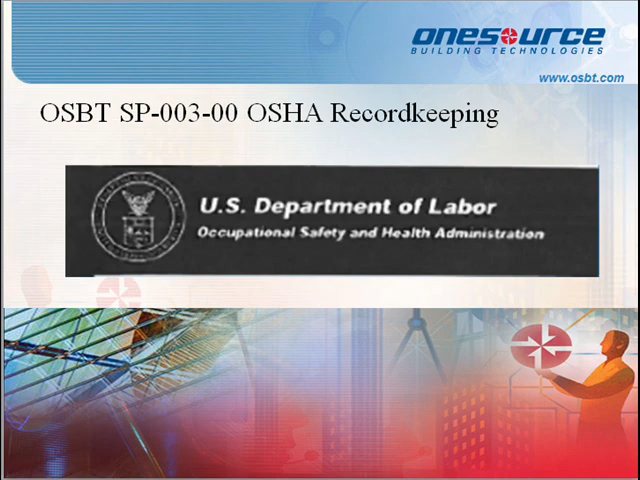 onesource
BUILDING TECHNOLOGIES
www.osbt.com
OSBT SP-003-00 OSHA Recordkeeping
U.S. Department of Labor
Occupational Safety and Health Administration